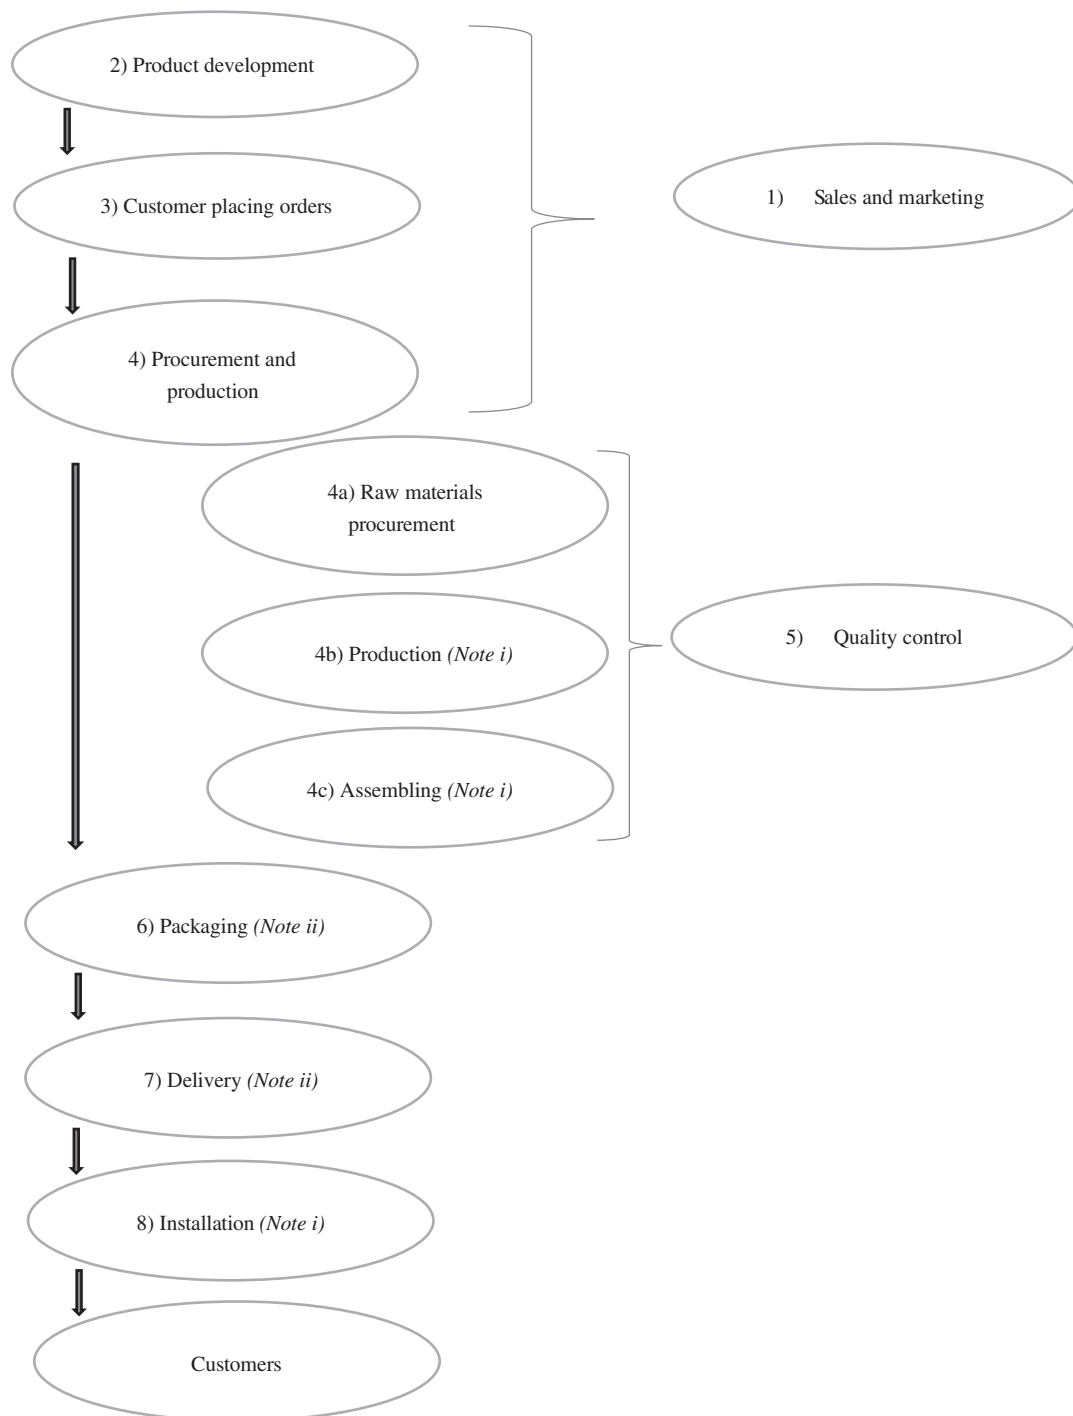 2) Product development
3) Customer placing orders
1) Sales and marketing
4) Procurement and
production
4a) Raw materials
procurement
4b) Production (Note i)
5) Quality control
4c) Assembling (Note i)
6) Packaging (Note ii)
7) Delivery (Note ii)
8) Installation (Note i)
Customers